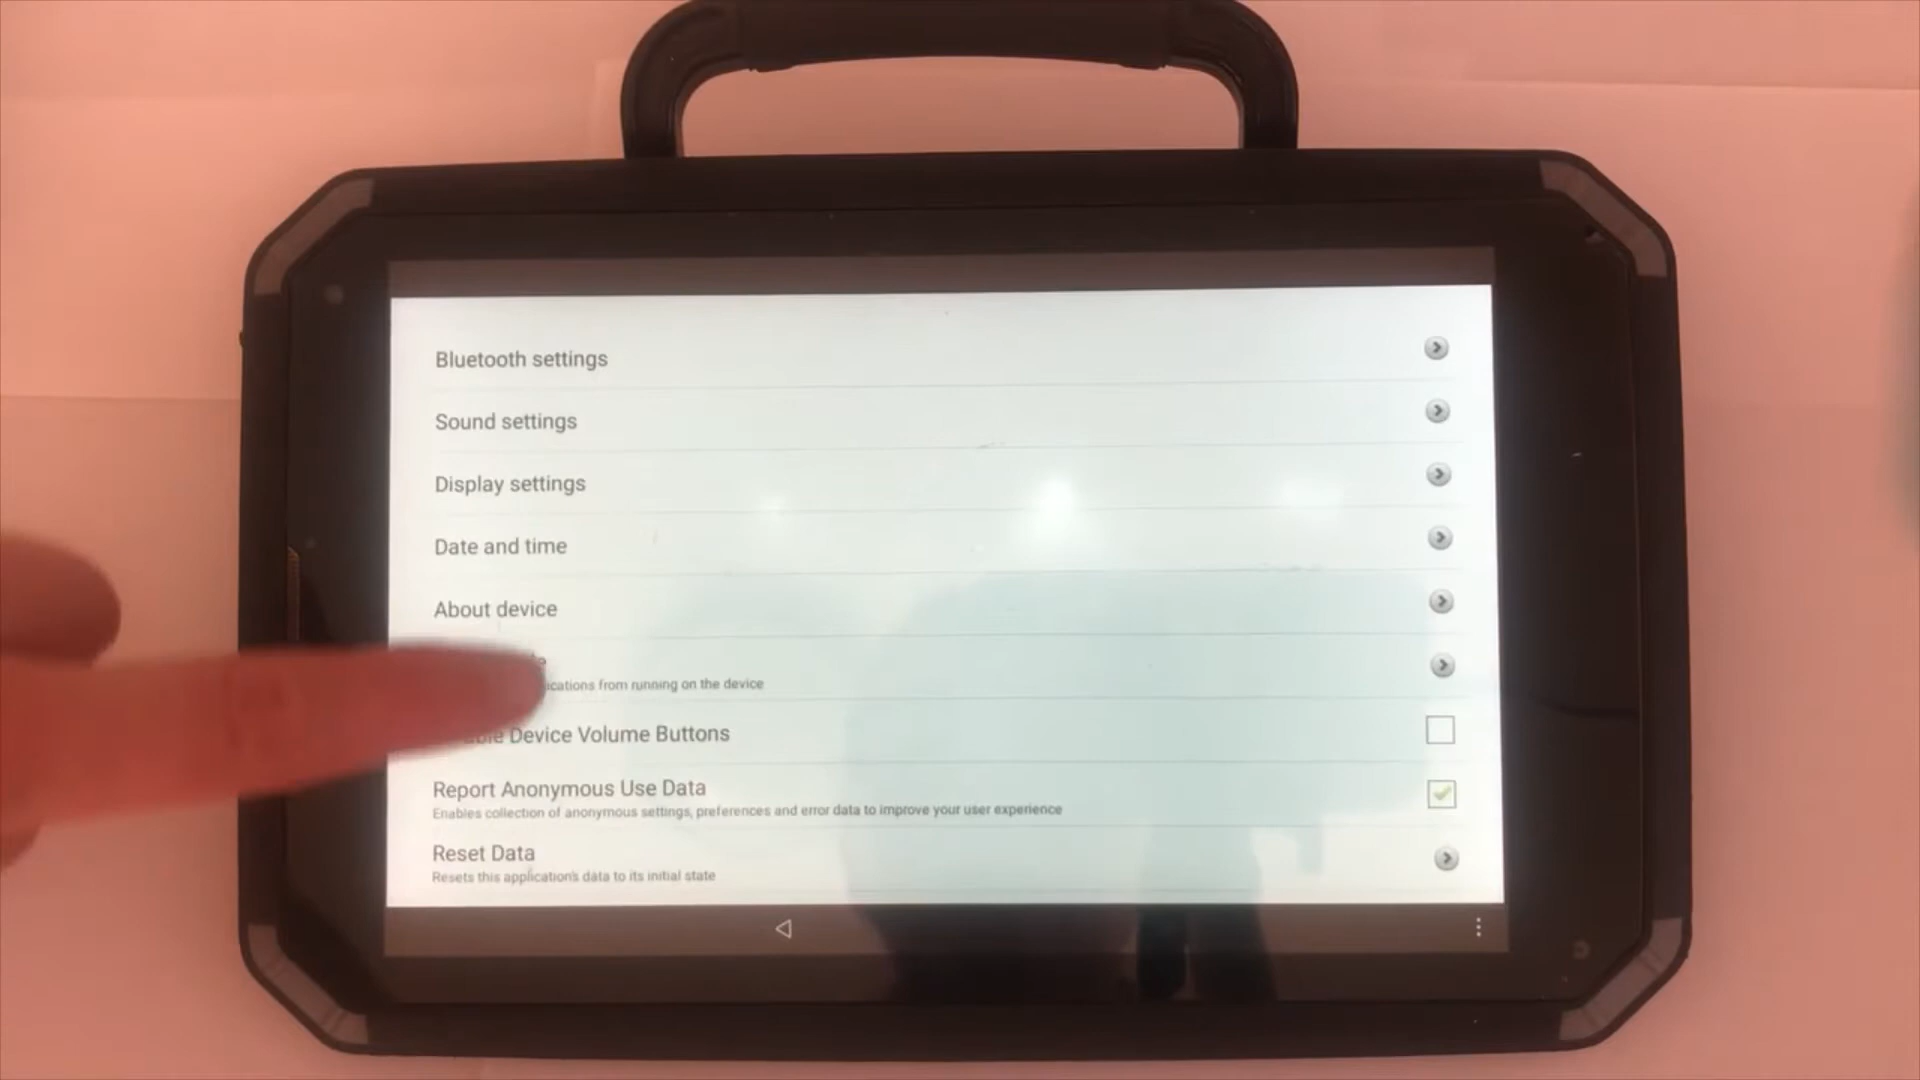 Bluetooth settings
Sound settings
Display settings
Date and time
About device
from running on the device
Device Volume Buttons
Report Anonymous Use Data
Enables collection of anonymous settings, preferences and error data to improve your user experience
Reset Data
Resets this application's data to its initial state